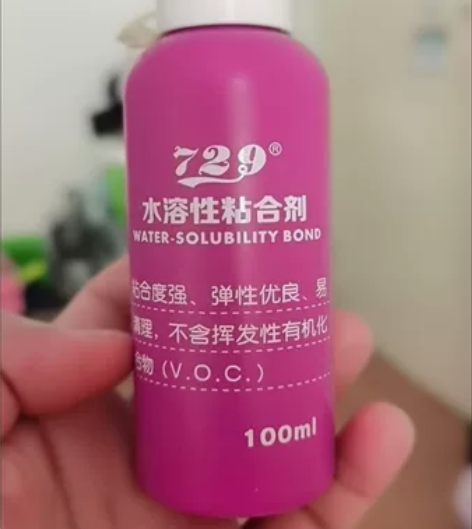 729®
水溶性粘合剂
WATER-SOLUBILITY BOND
粘合度强、弹性优良、易
清理，不含挥发性有机化
合物(V.O.C.)
100ml